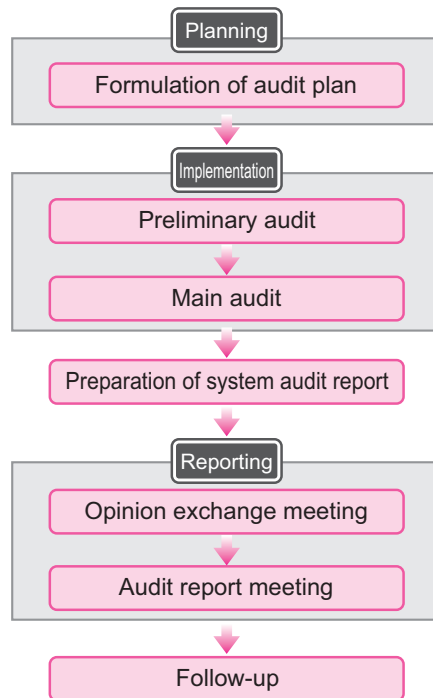 Planning
Formulation of audit plan
Implementation
Preliminary audit
Main audit
Preparation of system audit report
Reporting
Opinion exchange meeting
Audit report meeting
Follow-up